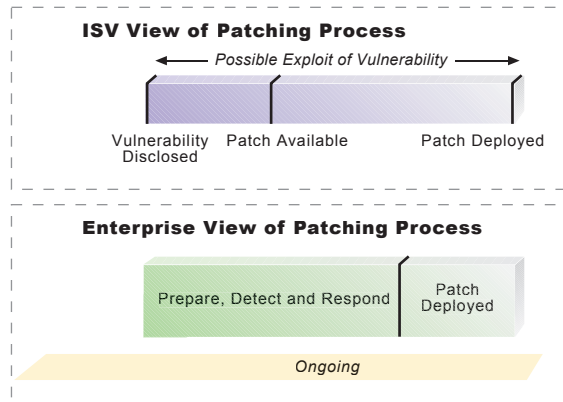 ISV View of Patching Process
Possible Exploit of Vulnerability
Vulnerability
Disclosed
Patch Available
Patch Deployed
Enterprise View of Patching Process
Prepare, Detect and Respond
Patch
Deployed
Ongoing